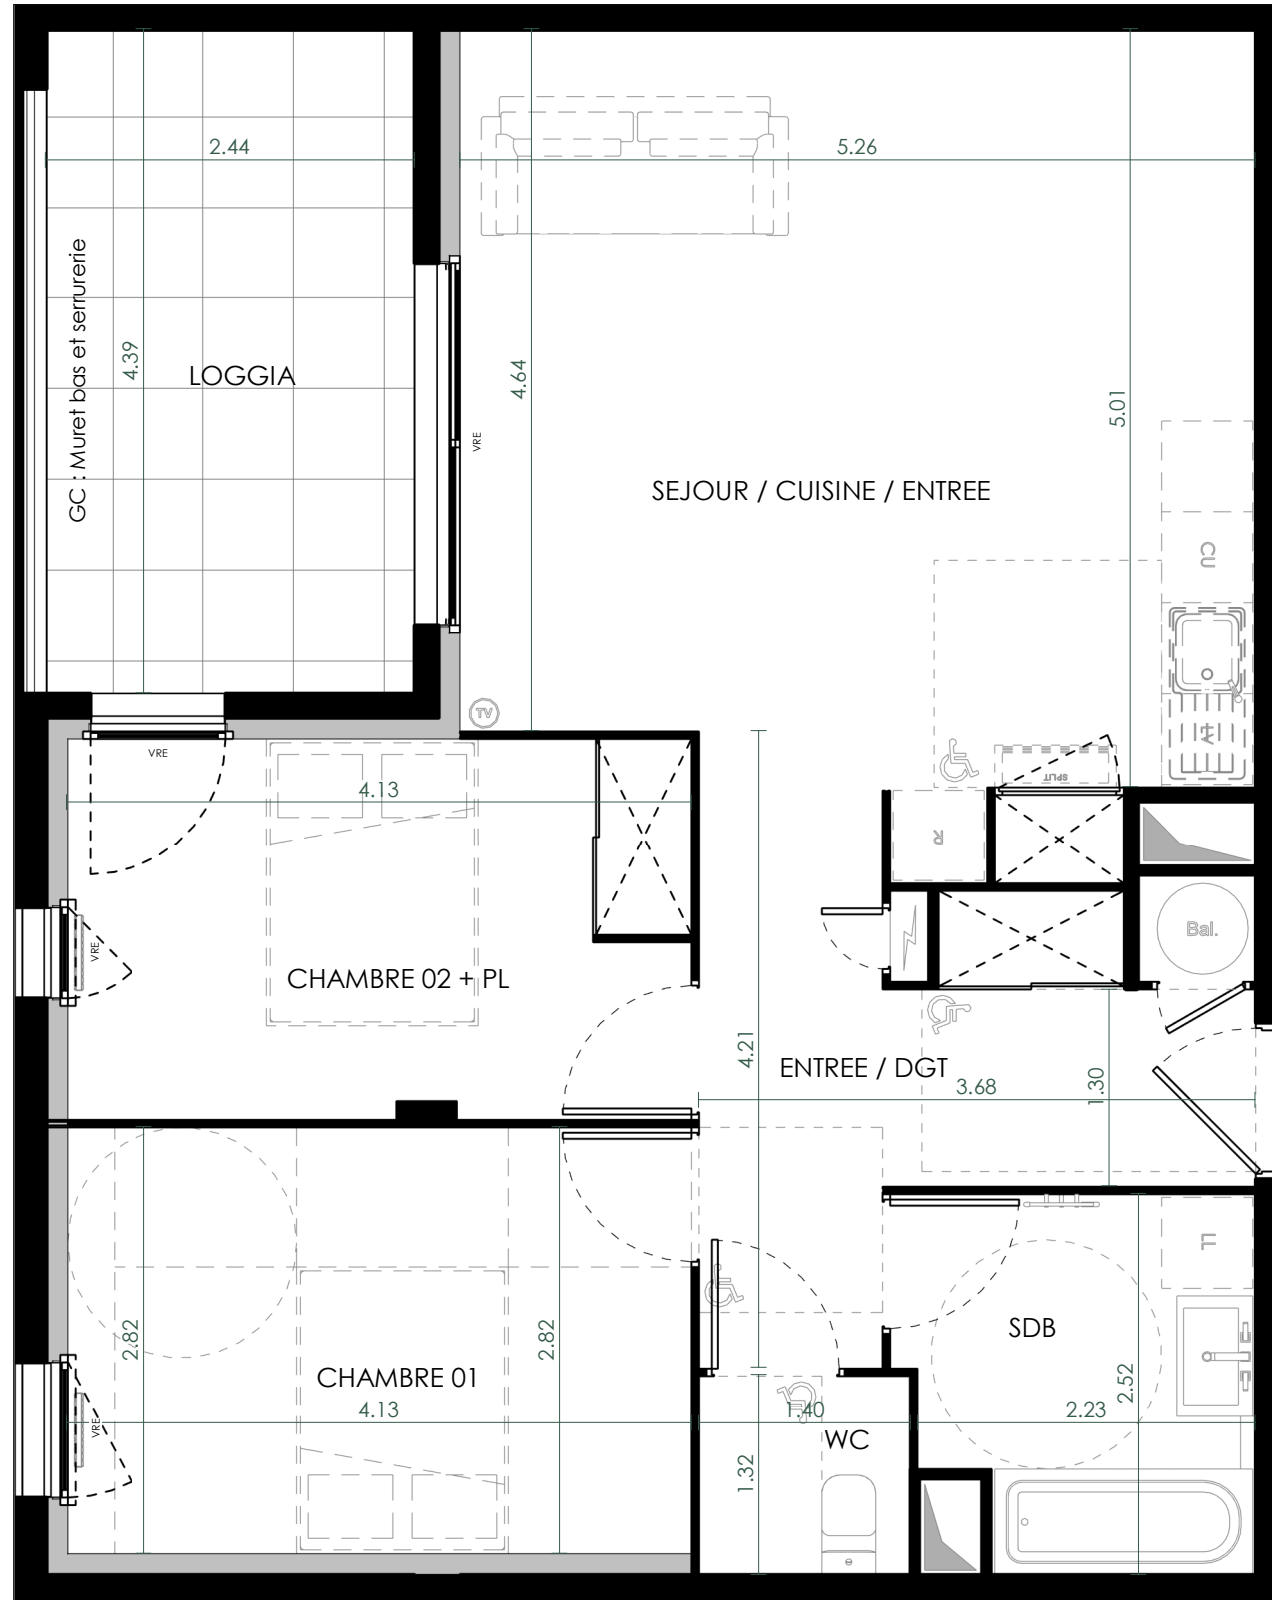 2.44
5.26
GC : Muret bas et serrurerie
4.39
LOGGIA
4.64
5.01
VRE
SEJOUR / CUISINE / ENTREE
CU
LV
TV
VRE
SPLIT
4.13
R
Bal.
VRE
CHAMBRE 02 + PL
4.21
ENTREE / DGT
3.68
1.30
LL
2.82
2.82
SDB
CHAMBRE 01
2.52
4.13
1.40
2.23
VRE
WC
1.32